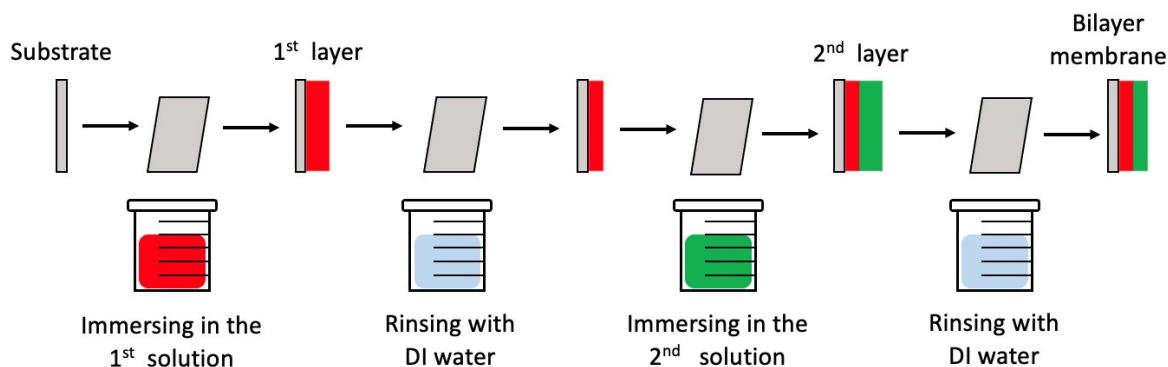 Substrate
1st layer
2nd layer
Bilayer
membrane
Immersing in the
1st solution
Rinsing with
DI water
Immersing in the
2nd solution
Rinsing with
DI water